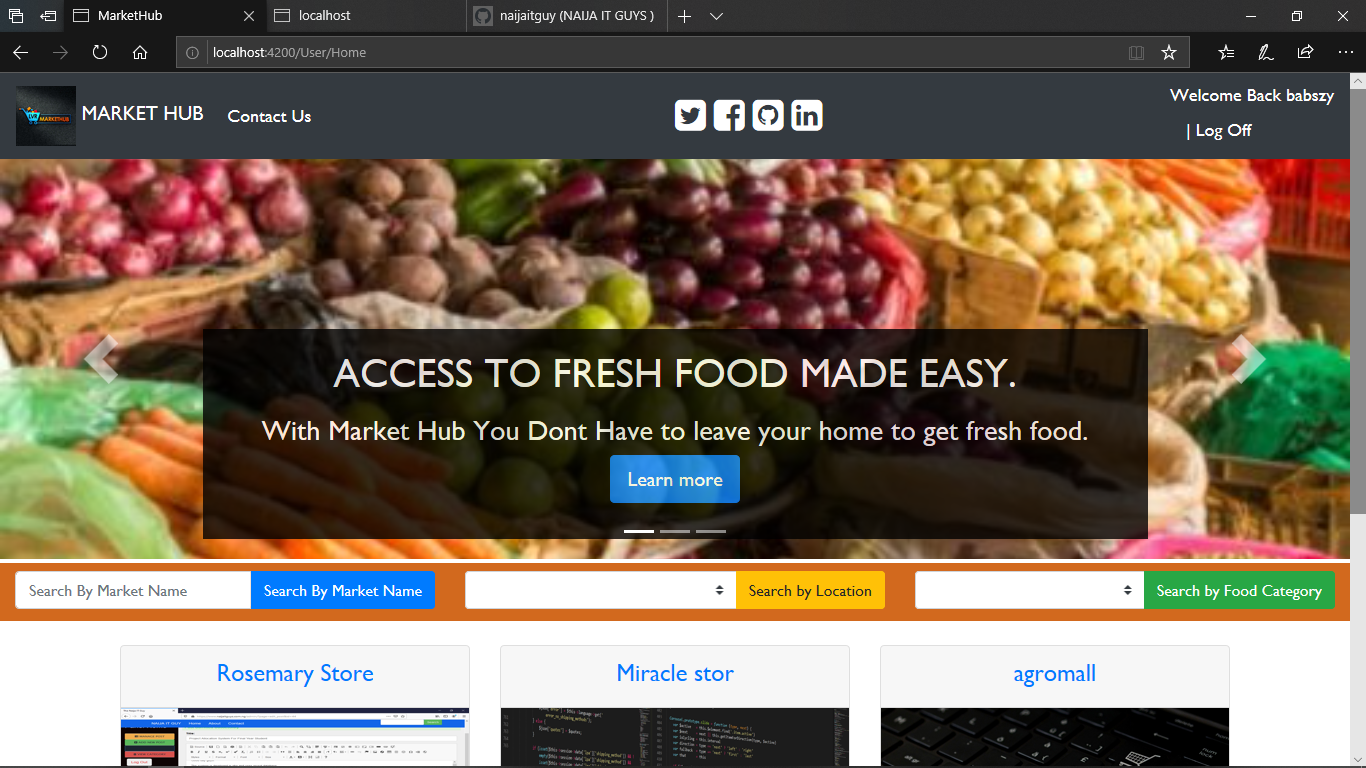 MarketHub
localhost
naijaitguy (NAIJA IT GUYS )
localhost:4200/User/Home
MARKETHUB
MARKET HUB
Contact Us
Welcome Back babszy
| Log Off
ACCESS TO FRESH FOOD MADE EASY.
With Market Hub You Dont Have to leave your home to get fresh food.
Learn more
Search By Market Name
Search By Market Name
Search by Location
Search by Food Category
Rosemary Store
Miracle stor
agromall